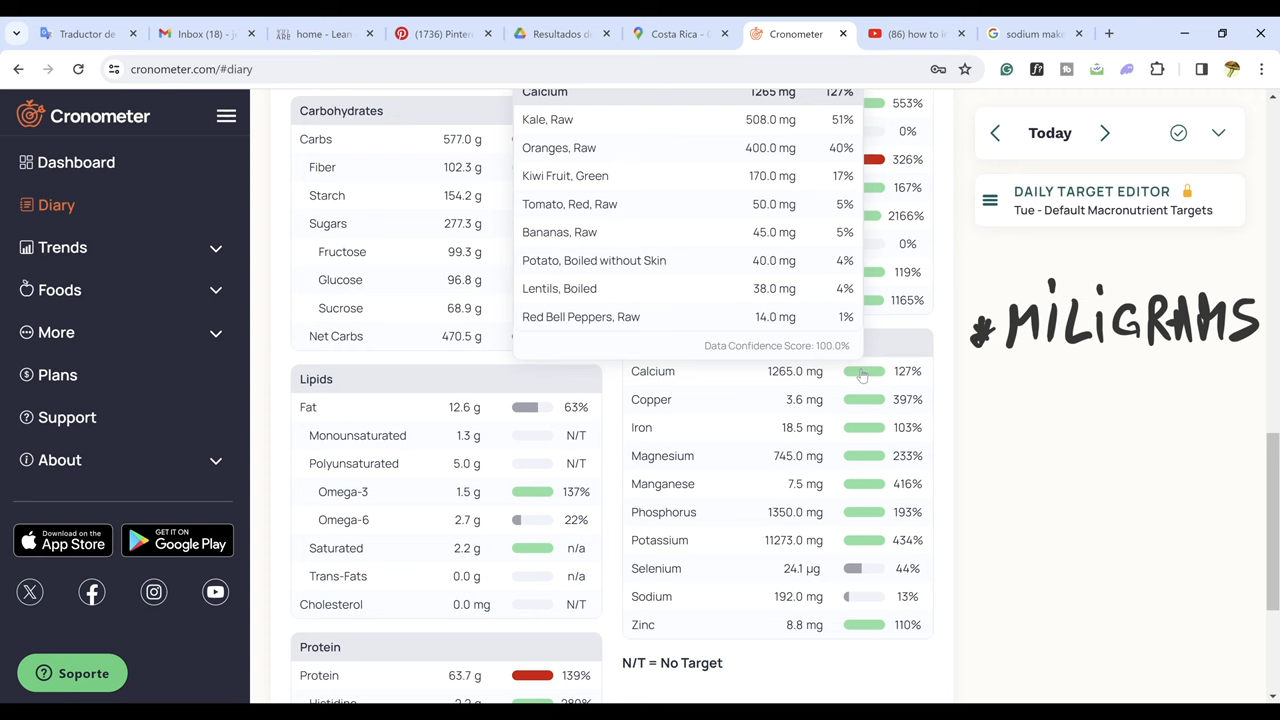 Traductor de
Inbox (18) - j
home - Lean
(1736) Pinter
Resultados d
Costa Rica - G
Cronometer
(86) how to in
sodium make
cronometer.com/#diary
Cronometer
Dashboard
Diary
Trends
Foods
More
Plans
Support
About
Download on the
App Store
GET IT ON
Google Play
Soporte
Carbohydrates
Carbs 577.0 g
Fiber 102.3 g
Starch 154.2 g
Sugars 277.3 g
Fructose 99.3 g
Glucose 96.8 g
Sucrose 68.9 g
Net Carbs 470.5 g
Lipids
Fat 12.6 g 63%
Monounsaturated 1.3 g N/T
Polyunsaturated 5.0 g N/T
Omega-3 1.5 g 137%
Omega-6 2.7 g 22%
Saturated 2.2 g n/a
Trans-Fats 0.0 g n/a
Cholesterol 0.0 mg N/T
Protein
Protein 63.7 g 139%
Calcium 1265 mg 127%
Kale, Raw 508.0 mg 51%
Oranges, Raw 400.0 mg 40%
Kiwi Fruit, Green 170.0 mg 17%
Tomato, Red, Raw 50.0 mg 5%
Bananas, Raw 45.0 mg 5%
Potato, Boiled without Skin 40.0 mg 4%
Lentils, Boiled 38.0 mg 4%
Red Bell Peppers, Raw 14.0 mg 1%
Data Confidence Score: 100.0%
553%
0%
326%
167%
2166%
0%
119%
1165%
Calcium 1265.0 mg 127%
Copper 3.6 mg 397%
Iron 18.5 mg 103%
Magnesium 745.0 mg 233%
Manganese 7.5 mg 416%
Phosphorus 1350.0 mg 193%
Potassium 11273.0 mg 434%
Selenium 24.1 µg 44%
Sodium 192.0 mg 13%
Zinc 8.8 mg 110%
N/T = No Target
Today
DAILY TARGET EDITOR
Tue - Default Macronutrient Targets
*MILIGRAMS